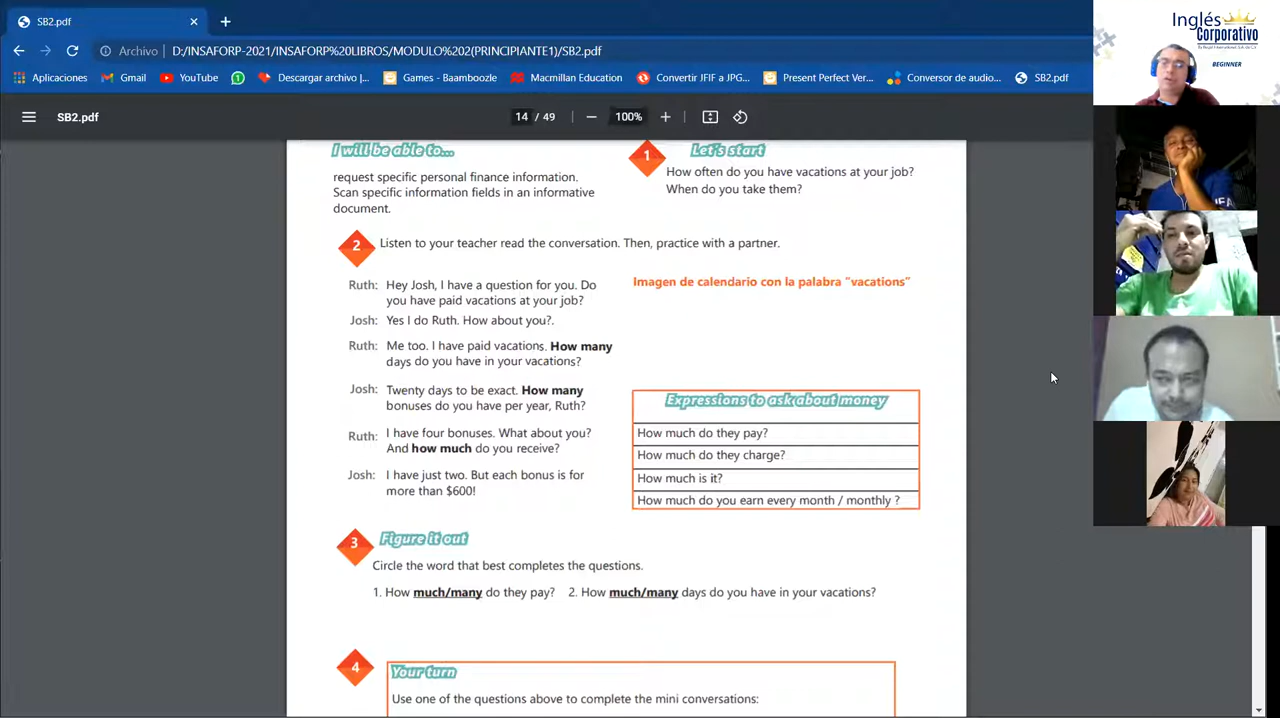 SB2.pdf
Archivo D:/INSAFORP-2021/INSAFORP%20LIBROS/MODULO%202(PRINCIPIANTE1)/SB2.pdf
Aplicaciones Gmail YouTube Descargar archivo |... Games - Baam... Macmillan Education Convertir JFIF a JPG... Present Perfect Ver... Conversor de audio... SB2.pdf
SB2.pdf 14 / 49 100%
I will be able to...
request specific personal finance information.
Scan specific information fields in an informative
document.
1 Let's start
How often do you have vacations at your job?
When do you take them?
2 Listen to your teacher read the conversation. Then, practice with a partner.
Ruth: Hey Josh, I have a question for you. Do
you have paid vacations at your job?
Josh: Yes I do Ruth. How about you?.
Ruth: Me too. I have paid vacations. How many
days do you have in your vacations?
Josh: Twenty days to be exact. How many
bonuses do you have per year, Ruth?
Ruth: I have four bonuses. What about you?
And how much do you receive?
Josh: I have just two. But each bonus is for
more than $600!
Imagen de calendario con la palabra "vacations"
Expressions to ask about money
How much do they pay?
How much do they charge?
How much is it?
How much do you earn every month / monthly ?
3 Figure it out
Circle the word that best completes the questions.
1. How much/many do they pay? 2. How much/many days do you have in your vacations?
4 Your turn
Use one of the questions above to complete the mini conversations:
Inglés
Corporativo
BEGINNER